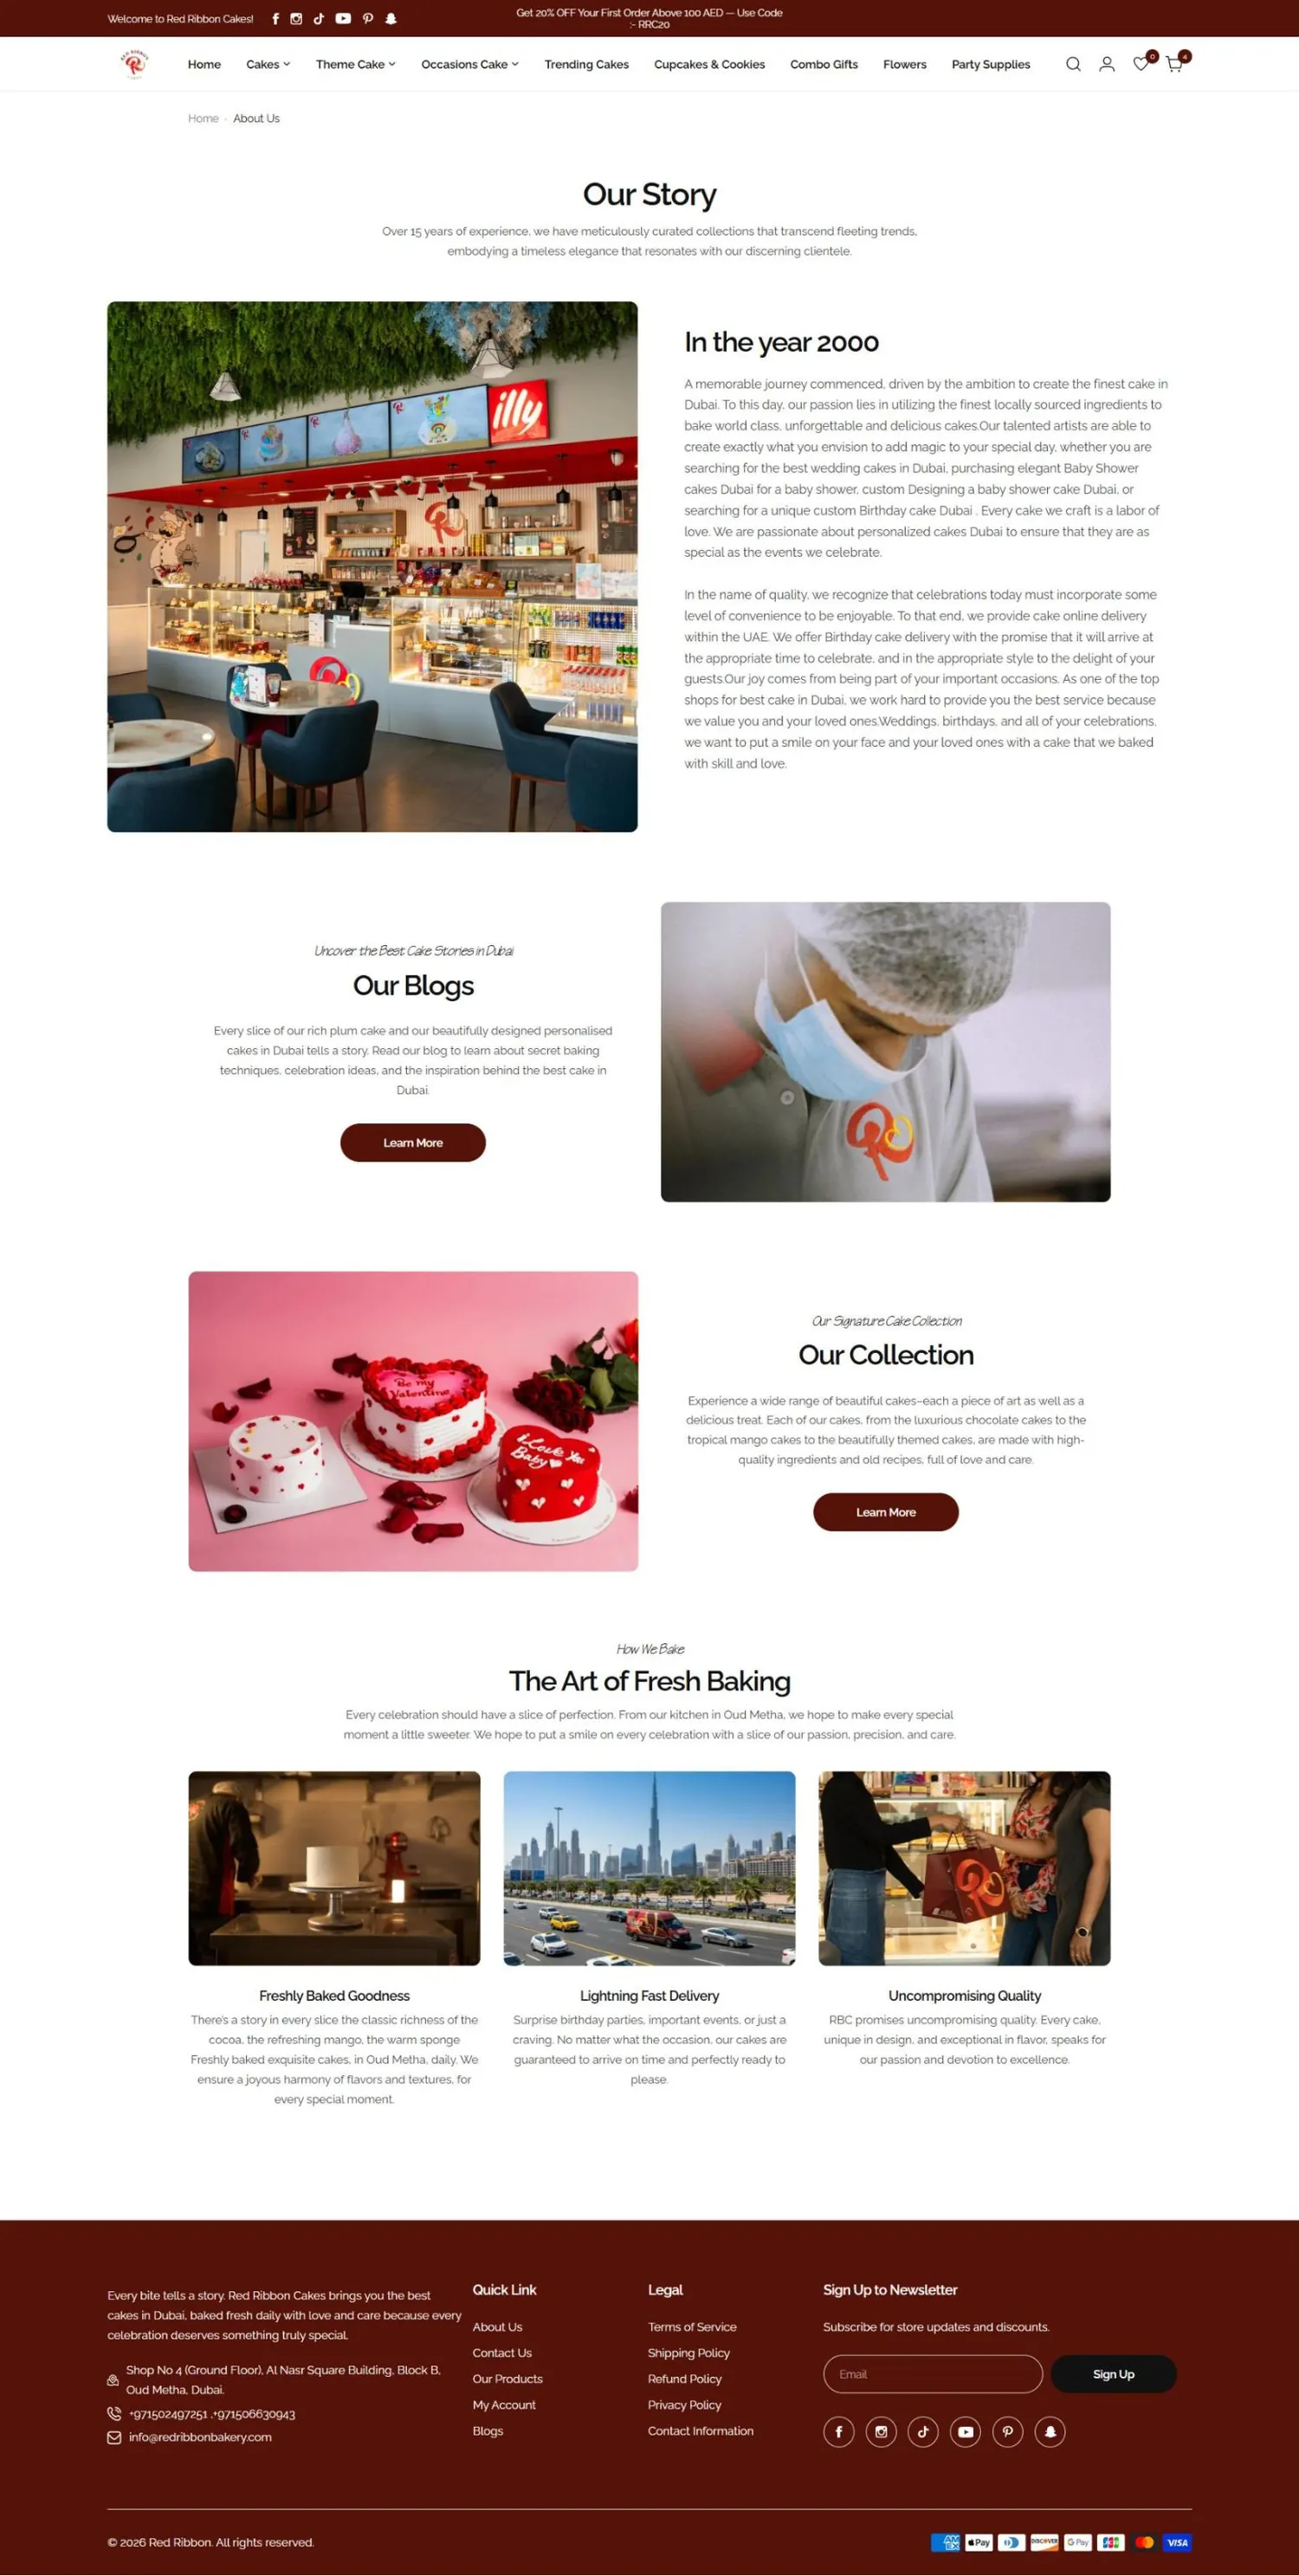 Welcome to Red Ribbon Cakes!
Get 20% OFF Your First Order Above 100 AED — Use Code
:- RRC20
Home Cakes Theme Cake Occasions Cake Trending Cakes Cupcakes & Cookies Combo Gifts Flowers Party Supplies 0 4
Home - About Us
Our Story
Over 15 years of experience, we have meticulously curated collections that transcend fleeting trends,
embodying a timeless elegance that resonates with our discerning clientele.
illy
In the year 2000
A memorable journey commenced, driven by the ambition to create the finest cake in
Dubai. To this day, our passion lies in utilizing the finest locally sourced ingredients to
bake world class, unforgettable and delicious cakes.Our talented artists are able to
create exactly what you envision to add magic to your special day, whether you are
searching for the best wedding cakes in Dubai, purchasing elegant Baby Shower
cakes Dubai for a baby shower, custom Designing a baby shower cake Dubai, or
searching for a unique custom Birthday cake Dubai . Every cake we craft is a labor of
love. We are passionate about personalized cakes Dubai to ensure that they are as
special as the events we celebrate.
In the name of quality, we recognize that celebrations today must incorporate some
level of convenience to be enjoyable. To that end, we provide cake online delivery
within the UAE. We offer Birthday cake delivery with the promise that it will arrive at
the appropriate time to celebrate, and in the appropriate style to the delight of your
guests.Our joy comes from being part of your important occasions. As one of the top
shops for best cake in Dubai, we work hard to provide you the best service because
we value you and your loved ones.Weddings, birthdays, and all of your celebrations,
we want to put a smile on your face and your loved ones with a cake that we baked
with skill and love.
Uncover the Best Cake Stories in Dubai
Our Blogs
Every slice of our rich plum cake and our beautifully designed personalised
cakes in Dubai tells a story. Read our blog to learn about secret baking
techniques, celebration ideas, and the inspiration behind the best cake in
Dubai.
Learn More
Be my
Valentine
I Love You
Baby
Our Signature Cake Collection
Our Collection
Experience a wide range of beautiful cakes–each a piece of art as well as a
delicious treat. Each of our cakes, from the luxurious chocolate cakes to the
tropical mango cakes to the beautifully themed cakes, are made with high-
quality ingredients and old recipes, full of love and care.
Learn More
How We Bake
The Art of Fresh Baking
Every celebration should have a slice of perfection. From our kitchen in Oud Metha, we hope to make every special
moment a little sweeter. We hope to put a smile on every celebration with a slice of our passion, precision, and care.
Freshly Baked Goodness
There's a story in every slice the classic richness of the
cocoa, the refreshing mango, the warm sponge
Freshly baked exquisite cakes, in Oud Metha, daily. We
ensure a joyous harmony of flavors and textures, for
every special moment.
Lightning Fast Delivery
Surprise birthday parties, important events, or just a
craving. No matter what the occasion, our cakes are
guaranteed to arrive on time and perfectly ready to
please.
Uncompromising Quality
RBC promises uncompromising quality. Every cake,
unique in design, and exceptional in flavor, speaks for
our passion and devotion to excellence.
Every bite tells a story. Red Ribbon Cakes brings you the best
cakes in Dubai, baked fresh daily with love and care because every
celebration deserves something truly special.
Shop No 4 (Ground Floor), Al Nasr Square Building, Block B,
Oud Metha, Dubai.
+971502497251 ,+971506630943
info@redribbonbakery.com
Quick Link
About Us
Contact Us
Our Products
My Account
Blogs
Legal
Terms of Service
Shipping Policy
Refund Policy
Privacy Policy
Contact Information
Sign Up to Newsletter
Subscribe for store updates and discounts.
Email
Sign Up
© 2026 Red Ribbon. All rights reserved.
AMEX Pay DISCOVER G Pay JCB VISA